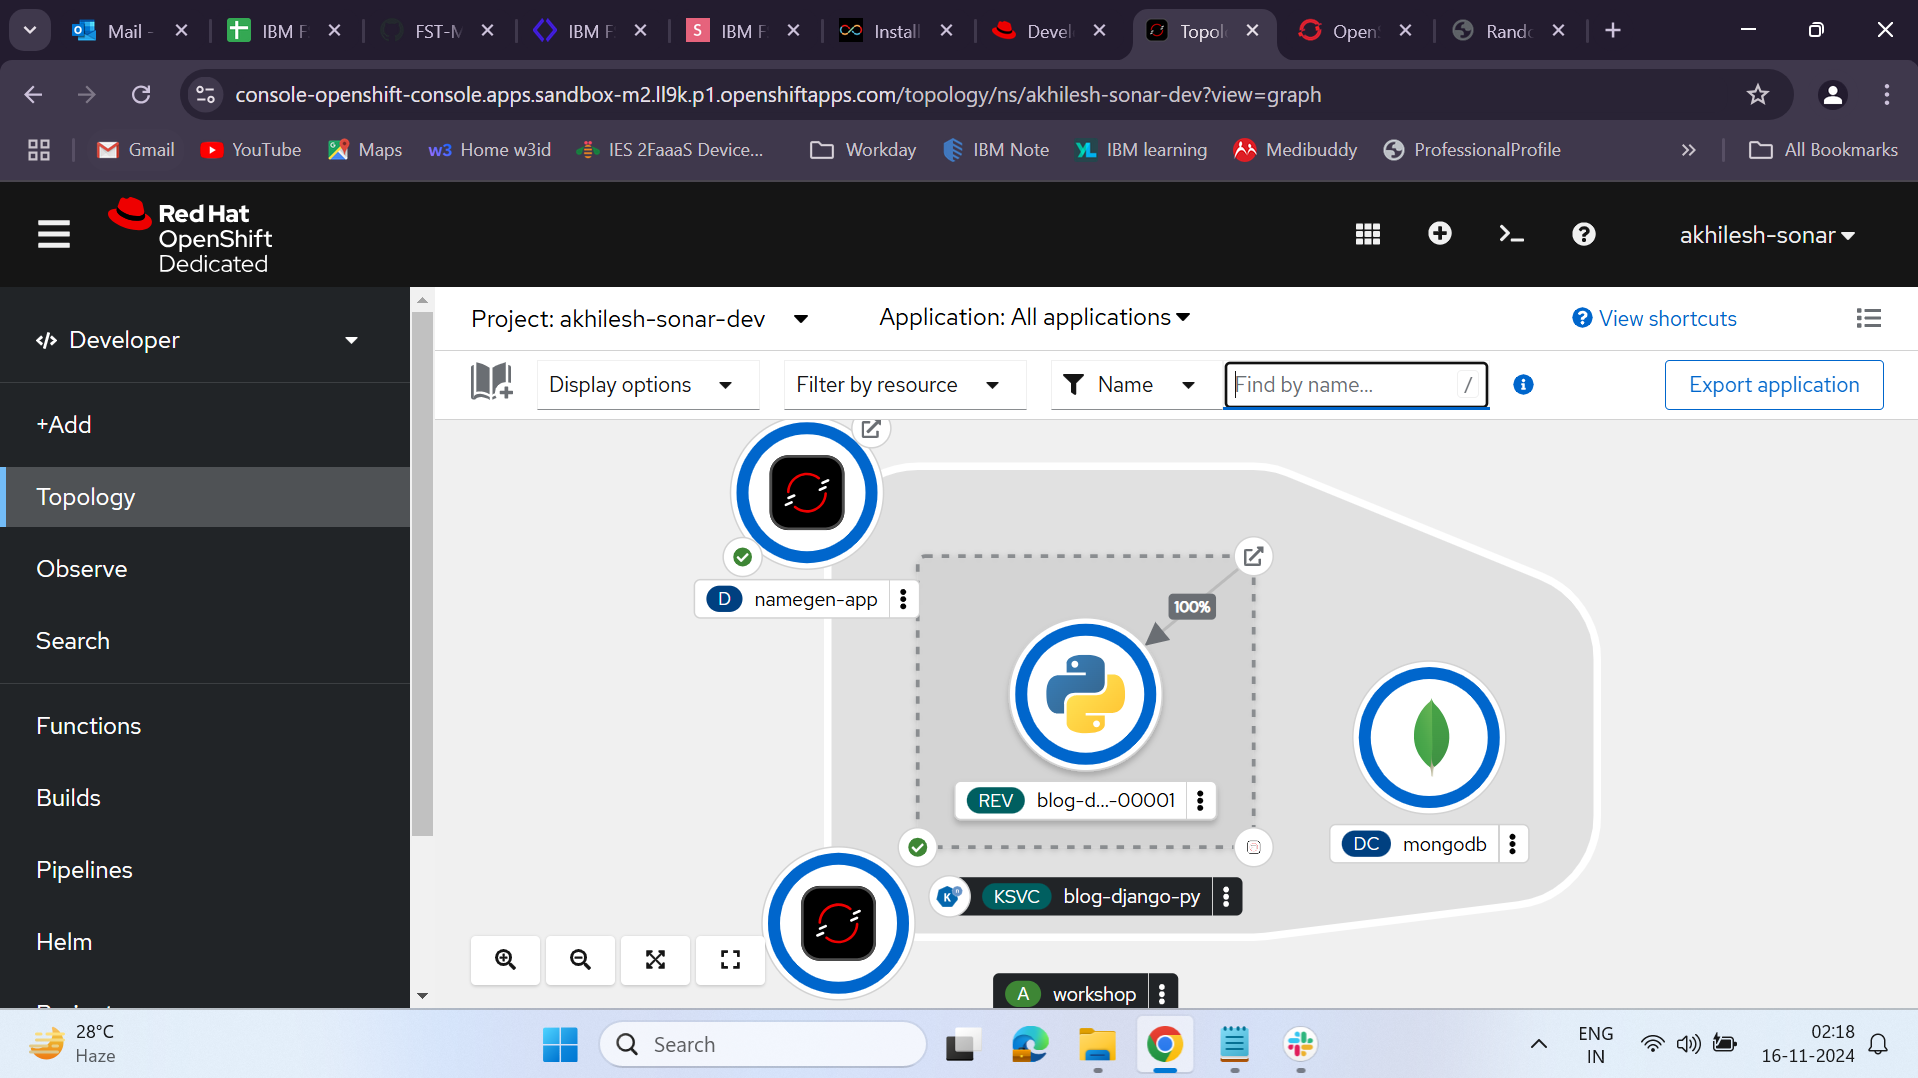 Mail -
IBM F
FST-M
IBM F
IBM F
Install
Devel
Topol
Open
Rando
console-openshift-console.apps.sandbox-m2.ll9k.p1.openshiftapps.com/topology/ns/akhilesh-sonar-dev?view=graph
Gmail
YouTube
Maps
w3 Home w3id
IES 2FaaaS Device...
Workday
IBM Note
YL IBM learning
Medibuddy
ProfessionalProfile
All Bookmarks
Red Hat
OpenShift
Dedicated
akhilesh-sonar
Developer
+Add
Topology
Observe
Search
Functions
Builds
Pipelines
Helm
Project: akhilesh-sonar-dev
Application: All applications
View shortcuts
Display options
Filter by resource
Name
Find by name...
/
Export application
D namegen-app
100%
REV blog-d...-00001
DC mongodb
KSVC blog-django-py
A workshop
28°C
Haze
Search
ENG
IN
02:18
16-11-2024